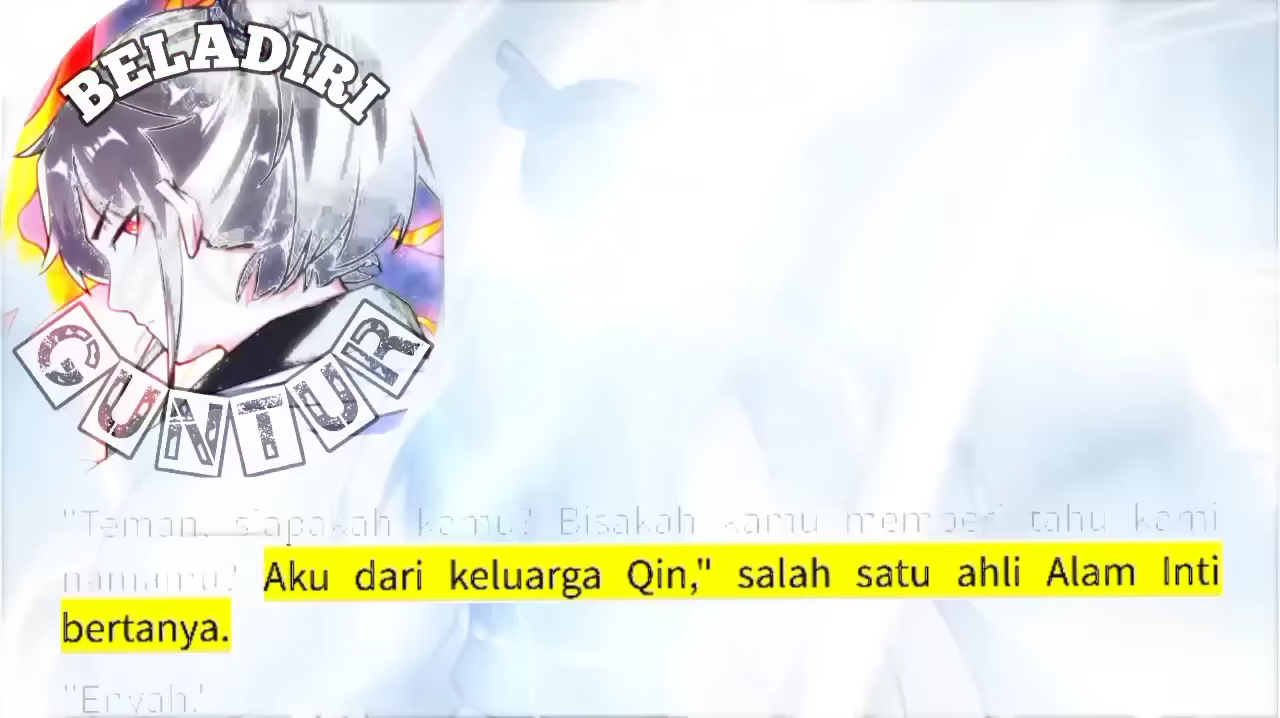 BELADIRI
GUNTUR
"Teman, siapakah kamu? Bisakah kamu memberi tahu kami
namamu? Aku dari keluarga Qin," salah satu ahli Alam Inti
bertanya.